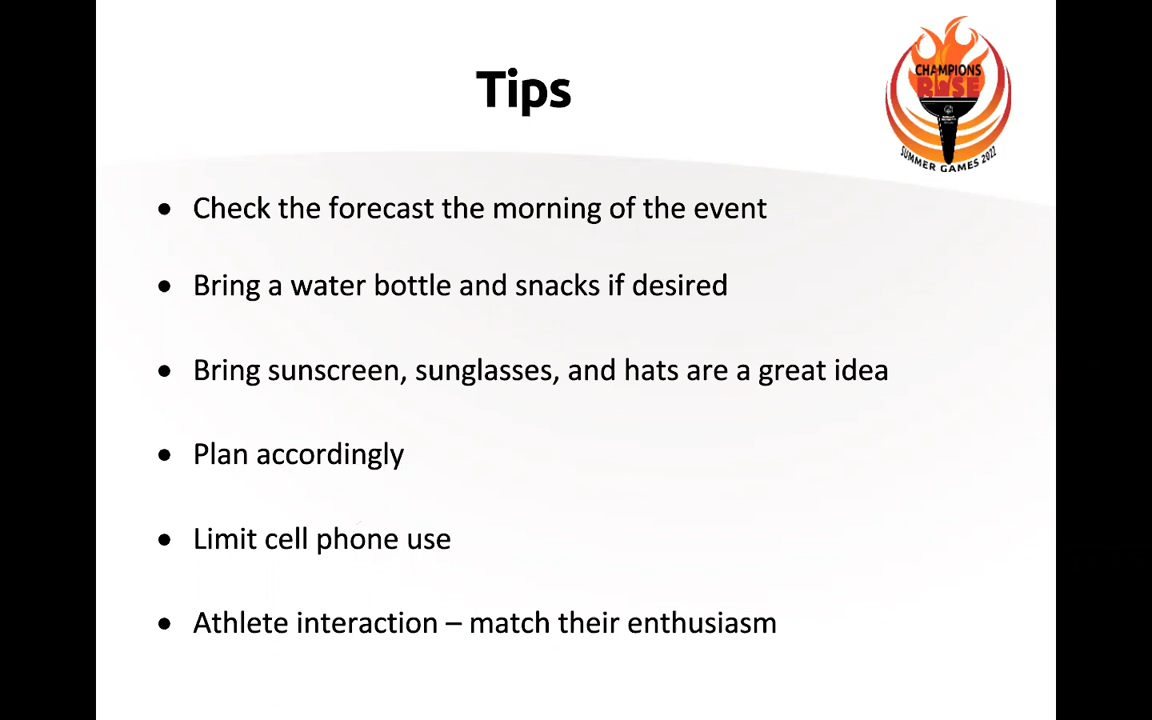 Tips
CHAMPIONS
RISE
SUMMER GAMES 2022
• Check the forecast the morning of the event
• Bring a water bottle and snacks if desired
• Bring sunscreen, sunglasses, and hats are a great idea
• Plan accordingly
• Limit cell phone use
• Athlete interaction – match their enthusiasm